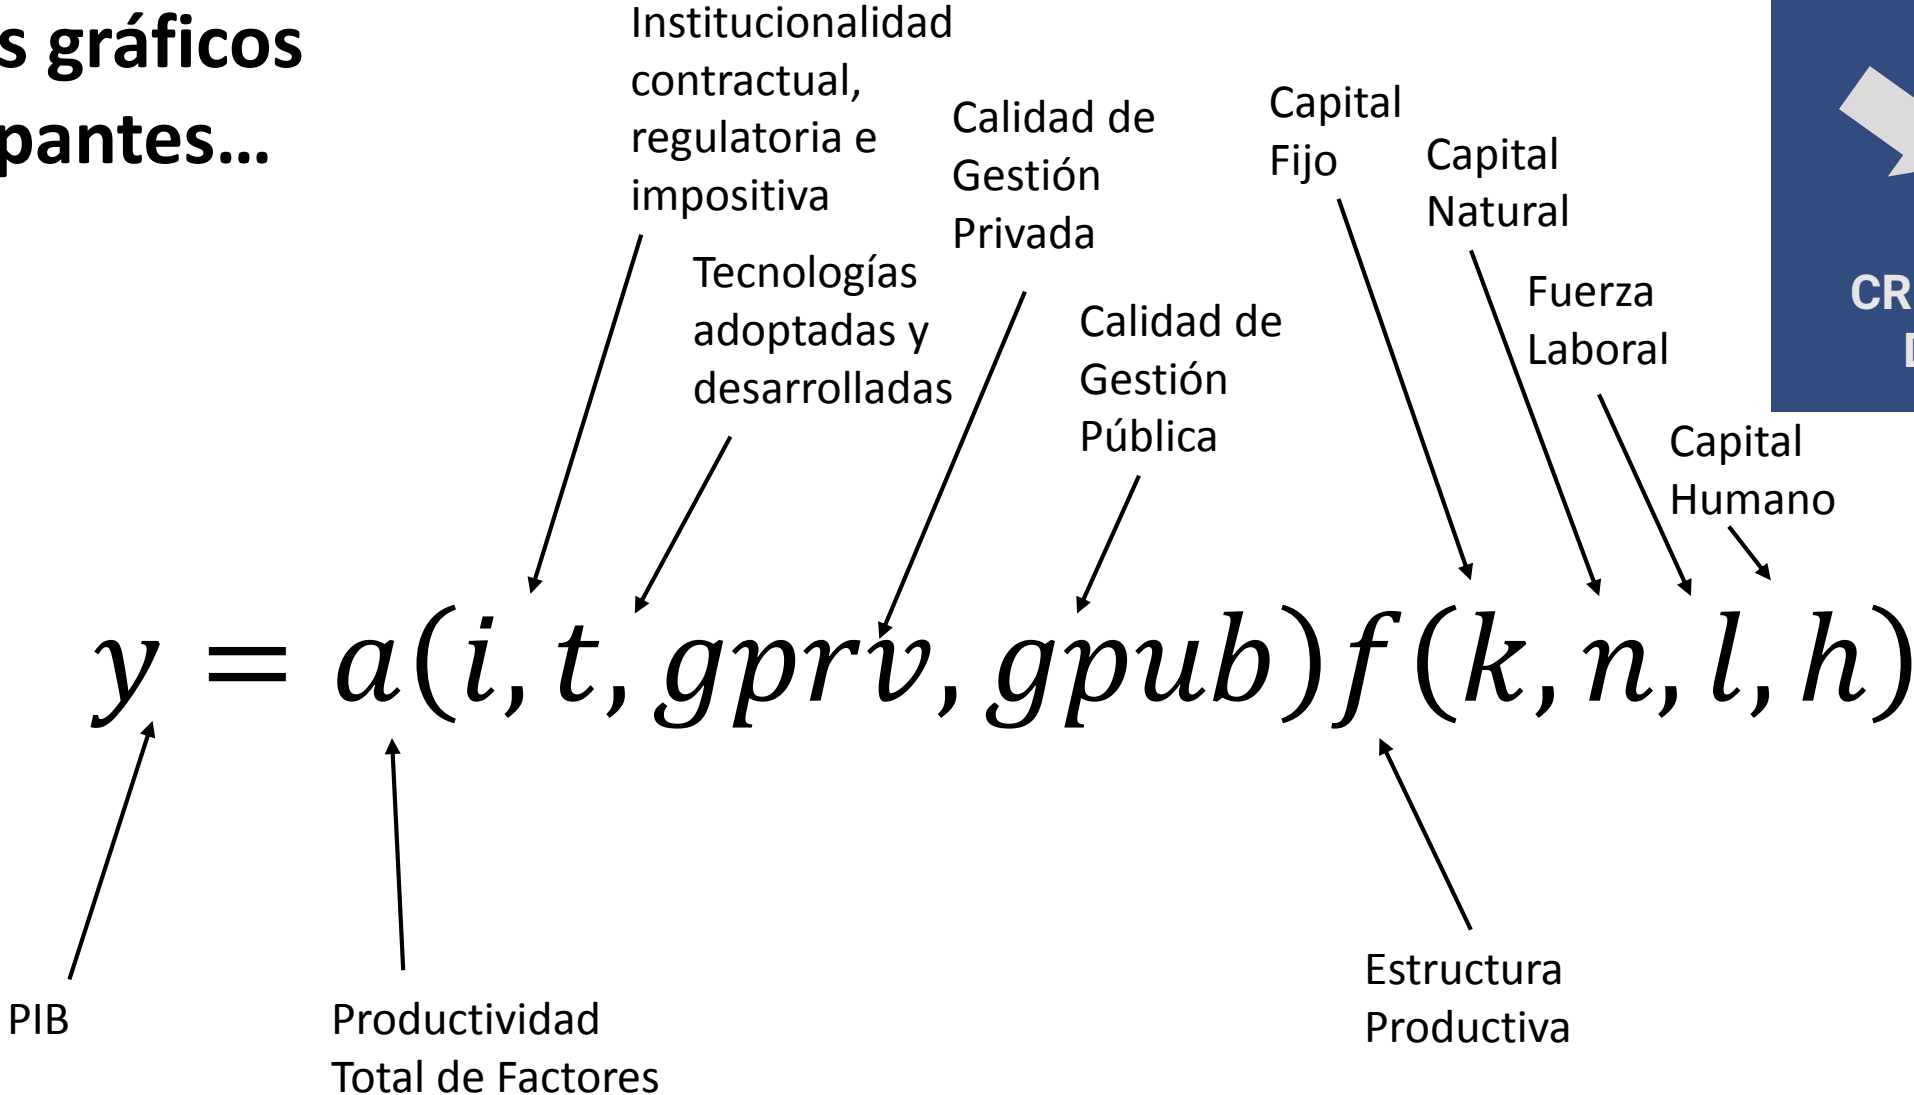 s gráficos
pantes…
Institucionalidad
contractual,
regulatoria e
impositiva
Tecnologías
adoptadas y
desarrolladas
Calidad de
Gestión
Privada
Calidad de
Gestión
Pública
Capital
Fijo
Capital
Natural
Fuerza
Laboral
Capital
Humano
CR
y = a(i, t, gprv, gpub)f(k, n, l, h)
PIB
Productividad
Total de Factores
Estructura
Productiva